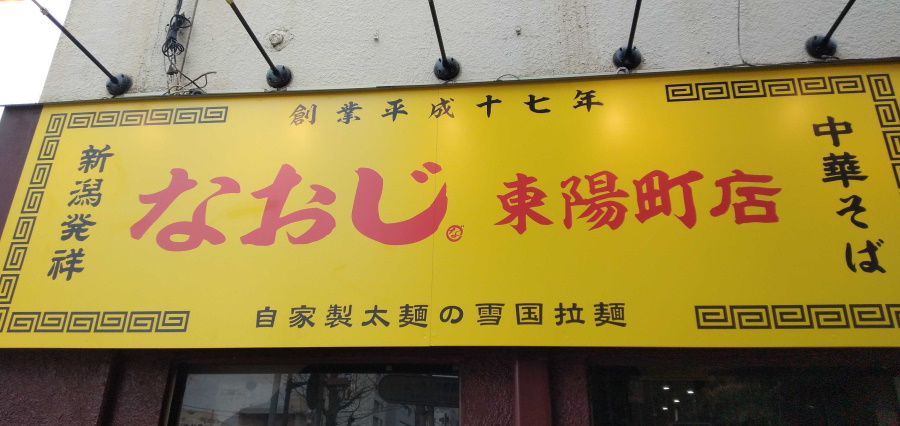 創業平成十七年
中華そば
なおじ 東陽町店
な
新潟発祥
自家製太麺の雪国拉麺